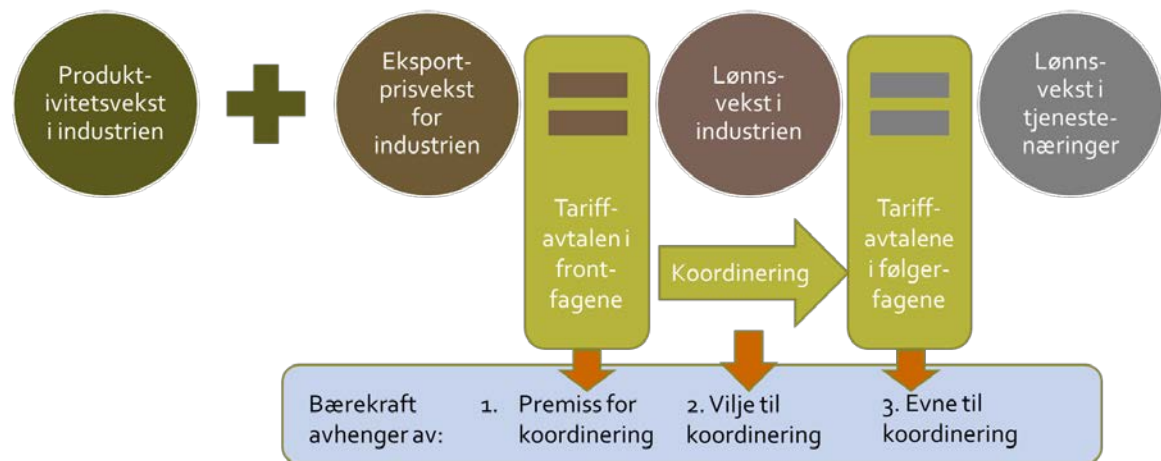 Produkt-
ivitetsvekst
i industrien
Eksport-
prisvekst
for
industrien
Lønns-
vekst i
industrien
Lønns-
vekst i
tjeneste-
næringer
Tariff-
avtalen i
front-
fagene
Koordinering
Tariff-
avtalene
i følger-
fagene
Bærekraft
avhenger av:
1. Premiss for
koordinering
2. Vilje til
koordinering
3. Evne til
koordinering